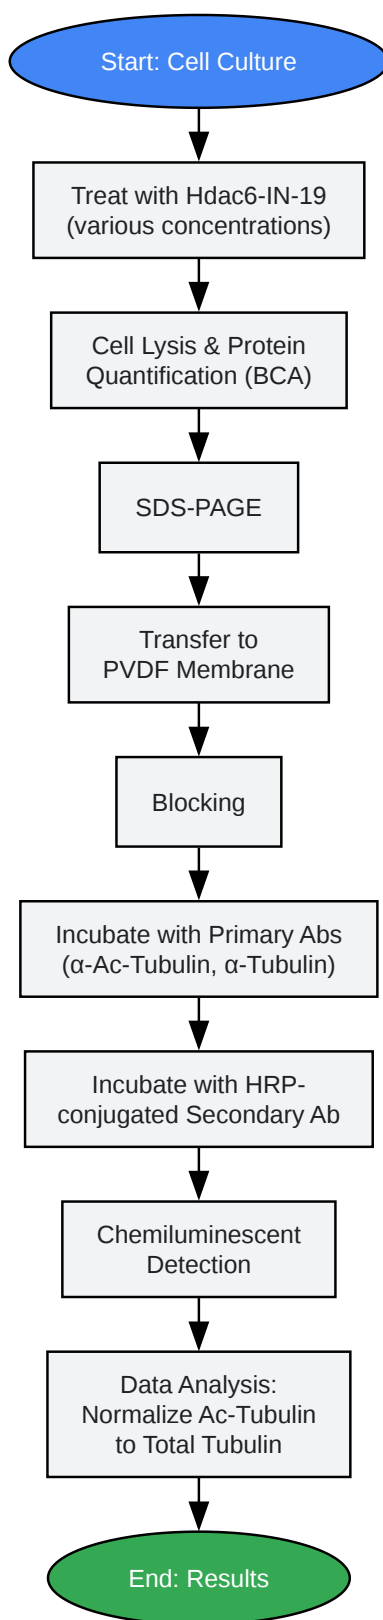 Start: Cell Culture
Treat with Hdac6-IN-19
(various concentrations)
Cell Lysis & Protein
Quantification (BCA)
SDS-PAGE
Transfer to
PVDF Membrane
Blocking
Incubate with Primary Abs
(α-Ac-Tubulin, α-Tubulin)
Incubate with HRP-
conjugated Secondary Ab
Chemiluminescent
Detection
Data Analysis:
Normalize Ac-Tubulin
to Total Tubulin
End: Results